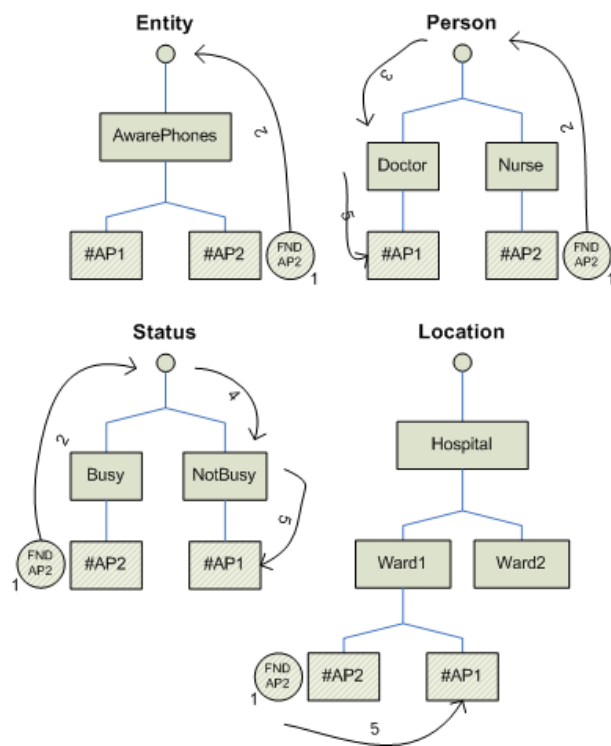 Entity
Person
2
3
2
AwarePhones
Doctor
Nurse
5
#AP1
#AP2
FND
AP2
1
#AP1
#AP2
FND
AP2
1
Status
Location
4
2
Hospital
Busy
NotBusy
5
FND
AP2
1
#AP2
#AP1
Ward1
Ward2
FND
AP2
1
#AP2
#AP1
5